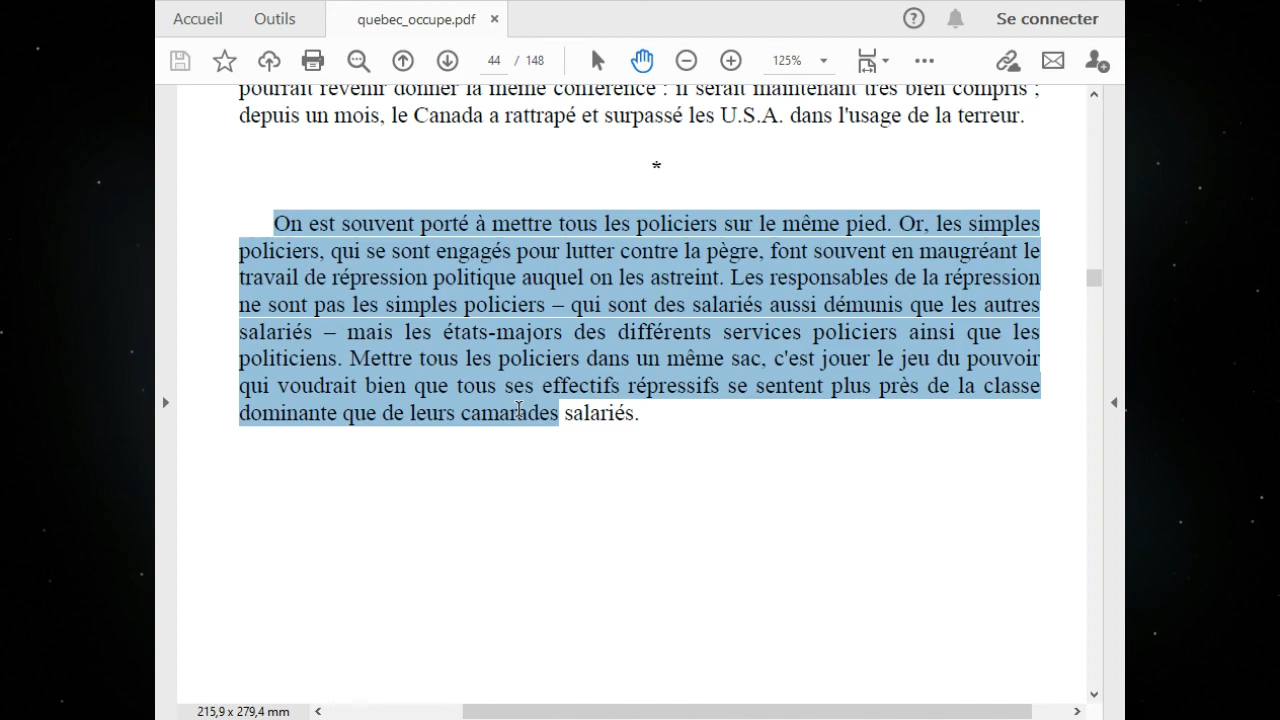 Accueil Outils quebec_occupe.pdf × ? Se connecter
44 / 148 125%
pourrait revenir donner la même conférence : il serait maintenant très bien compris ;
depuis un mois, le Canada a rattrapé et surpassé les U.S.A. dans l'usage de la terreur.
*
On est souvent porté à mettre tous les policiers sur le même pied. Or, les simples
policiers, qui se sont engagés pour lutter contre la pègre, font souvent en maugréant le
travail de répression politique auquel on les astreint. Les responsables de la répression
ne sont pas les simples policiers – qui sont des salariés aussi démunis que les autres
salariés – mais les états-majors des différents services policiers ainsi que les
politiciens. Mettre tous les policiers dans un même sac, c'est jouer le jeu du pouvoir
qui voudrait bien que tous ses effectifs répressifs se sentent plus près de la classe
dominante que de leurs camarades salariés.
215,9 x 279,4 mm